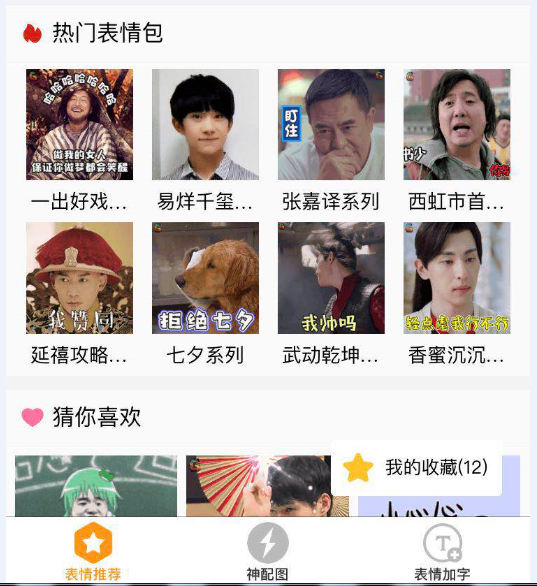 热门表情包
哈哈哈哈哈哈哈
做我的女人
保证你做梦都会笑醒
盯住
书少
一出好戏...
易烊千玺...
张嘉译系列
西虹市首...
我赞同
拒绝七夕
我帅吗
轻点虐我行不行
延禧攻略...
七夕系列
武动乾坤...
香蜜沉沉...
猜你喜欢
我的收藏(12)
表情推荐
神配图
T
表情加字